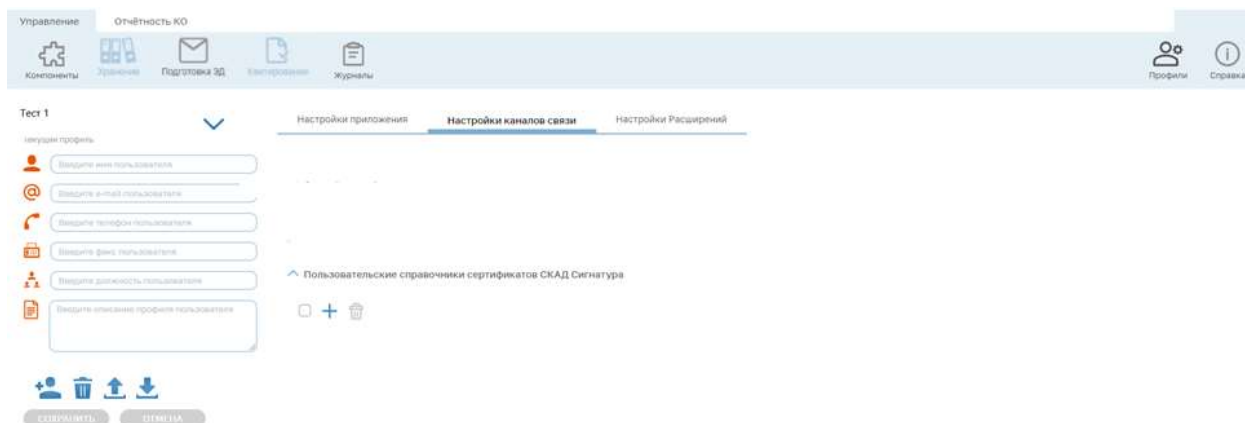 Управление Отчётность КО
Компоненты Хранение Подготовка ЭД Квитирование Журналы Профили Справка
Тест 1
текущий профиль
Настройки приложения Настройки каналов связи Настройки Расширений
Введите имя пользователя
Введите e-mail пользователя
Введите телефон пользователя
Введите факс пользователя
Пользовательские справочники сертификатов СКАД Сигнатура
Введите должность пользователя
Введите описание профиля пользователя
СОХРАНИТЬ ОТМЕНА